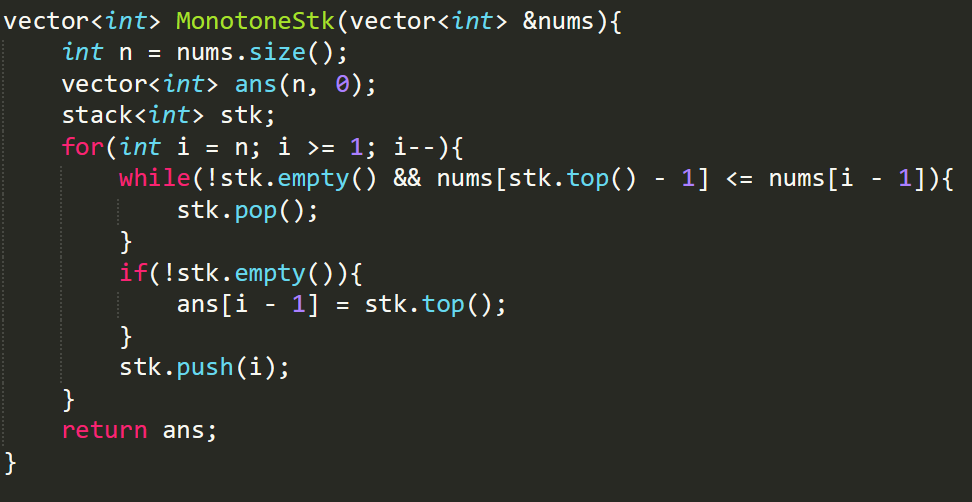 vector<int> MonotoneStk(vector<int> &nums){
    int n = nums.size();
    vector<int> ans(n, 0);
    stack<int> stk;
    for(int i = n; i >= 1; i--){
        while(!stk.empty() && nums[stk.top() - 1] <= nums[i - 1]){
            stk.pop();
        }
        if(!stk.empty()){
            ans[i - 1] = stk.top();
        }
        stk.push(i);
    }
    return ans;
}